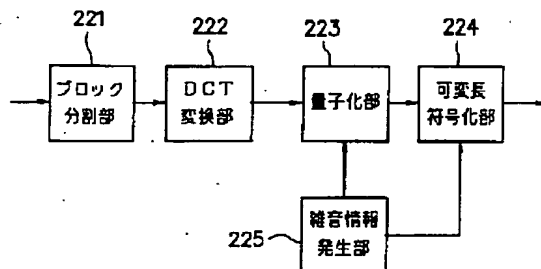 221
222
223
224
ブロック
分割部
DCT
変換部
量子化部
可変長
符号化部
225
雑音情報
発生部